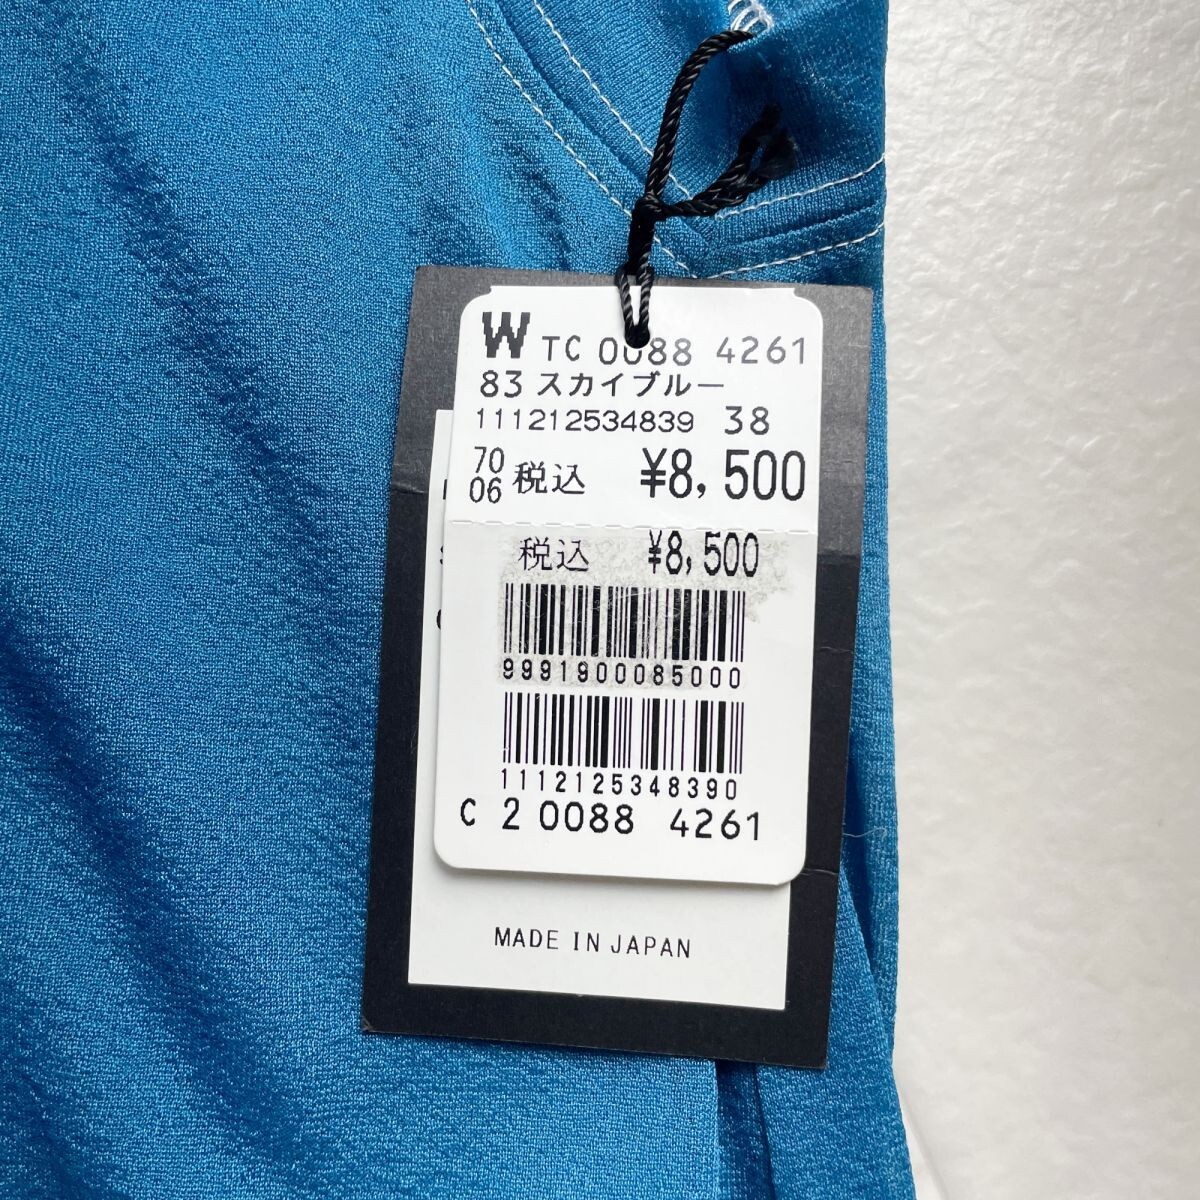 W TC 0088 4261
83 スカイブルー
111212534839 38
70
06 税込 ¥8,500
税込 ¥8,500
9991900085000
1112125348390
C 2 0088 4261
MADE IN JAPAN